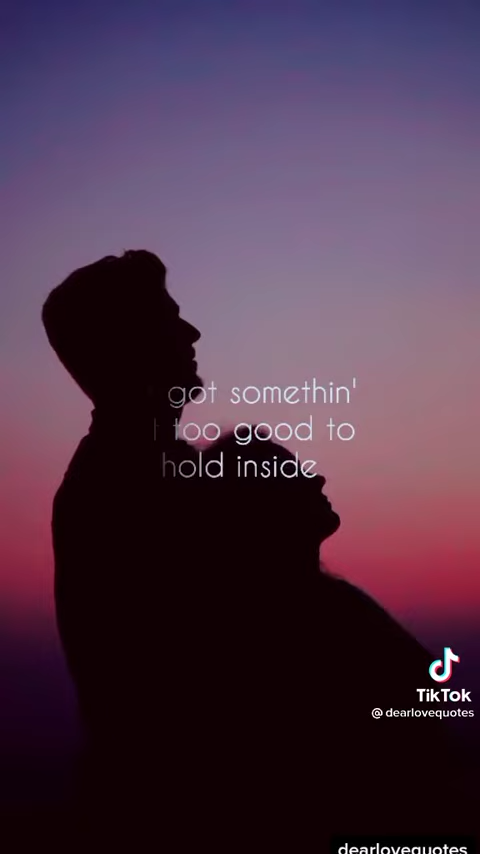 got somethin'
too good to
hold inside
TikTok
@dearlovequotes
dearlovequotes